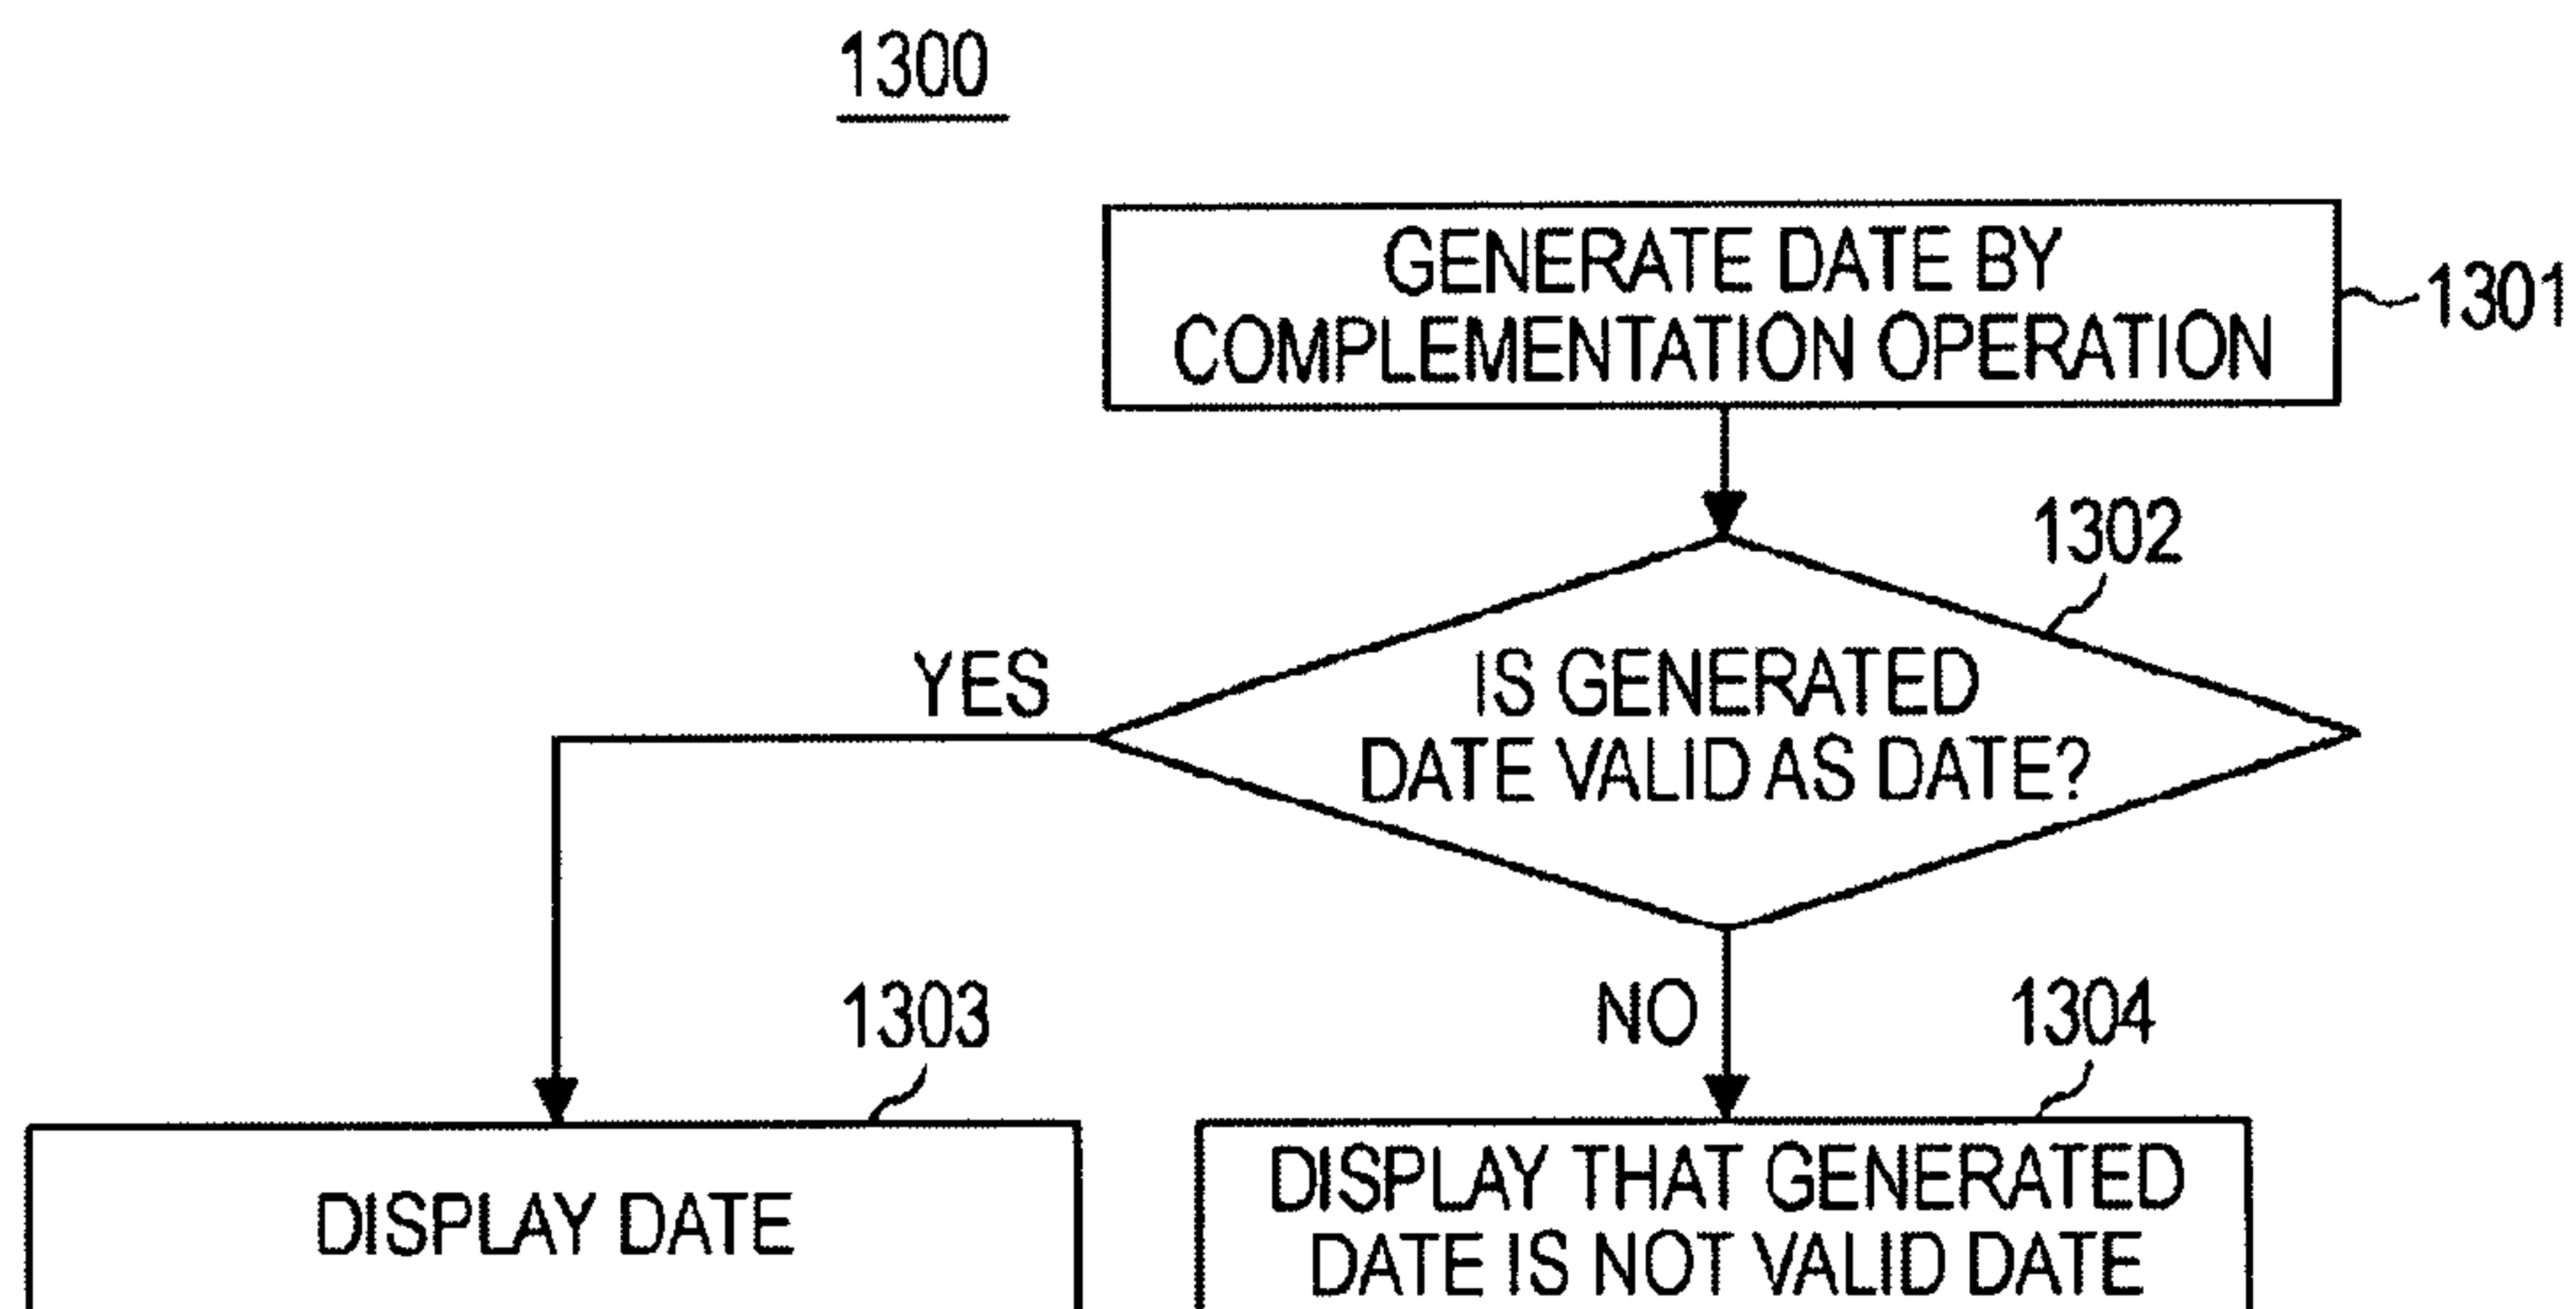 1300
GENERATE DATE BY
COMPLEMENTATION OPERATION
1301
1302
IS GENERATED
DATE VALID AS DATE?
YES
NO
1303
DISPLAY DATE
1304
DISPLAY THAT GENERATED
DATE IS NOT VALID DATE